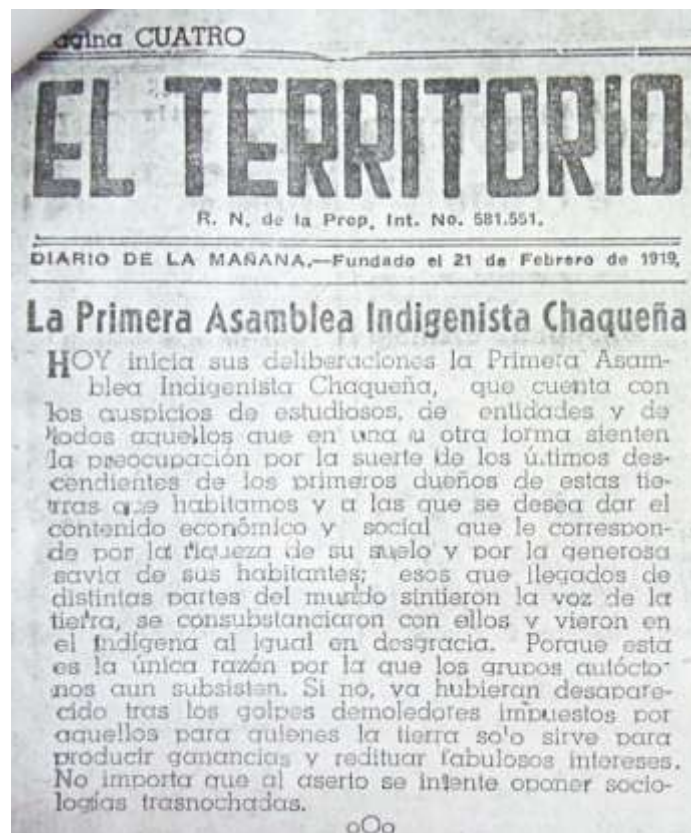 Página CUATRO
EL TERRITORIO
R. N. de la Prop. Int. No. 581.551.
DIARIO DE LA MAÑANA.—Fundado el 21 de Febrero de 1919,
La Primera Asamblea Indigenista Chaqueña
HOY inicia sus deliberaciones la Primera Asam-
blea Indigenista Chaqueña, que cuenta con
los auspicios de estudiosos, de entidades y de
todos aquellos que en una u otra forma sienten
la preocupación por la suerte de los últimos des-
cendientes de los primeros dueños de estas tie-
rras que habitamos y a las que se desea dar el
contenido económico y social que le correspon-
de por la riqueza de su suelo y por la generosa
savia de sus habitantes; esos que llegados de
distintas partes del mundo sintieron la voz de la
tierra, se consubstanciaron con ellos y vieron en
el indígena al igual en desgracia. Porque esta
es la única razón por la que los grupos autócto-
nos aun subsisten. Si no, ya hubieran desapare-
cido tras los golpes demoledores impuestos por
aquellos para quienes la tierra solo sirve para
producir ganancias y redituar fabulosos intereses.
No importa que al aserto se intente oponer socio-
logías trasnochadas.
oOo